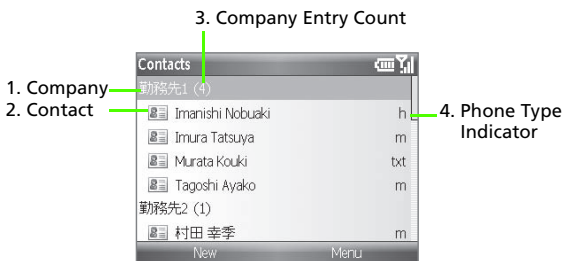 3. Company Entry Count
Contacts
1. Company
勤務先1 (4)
2. Contact
Imanishi Nobuaki h
4. Phone Type
Indicator
Imura Tatsuya m
Murata Kouki txt
Tagoshi Ayako m
勤務先2 (1)
村田 幸季 m
New Menu